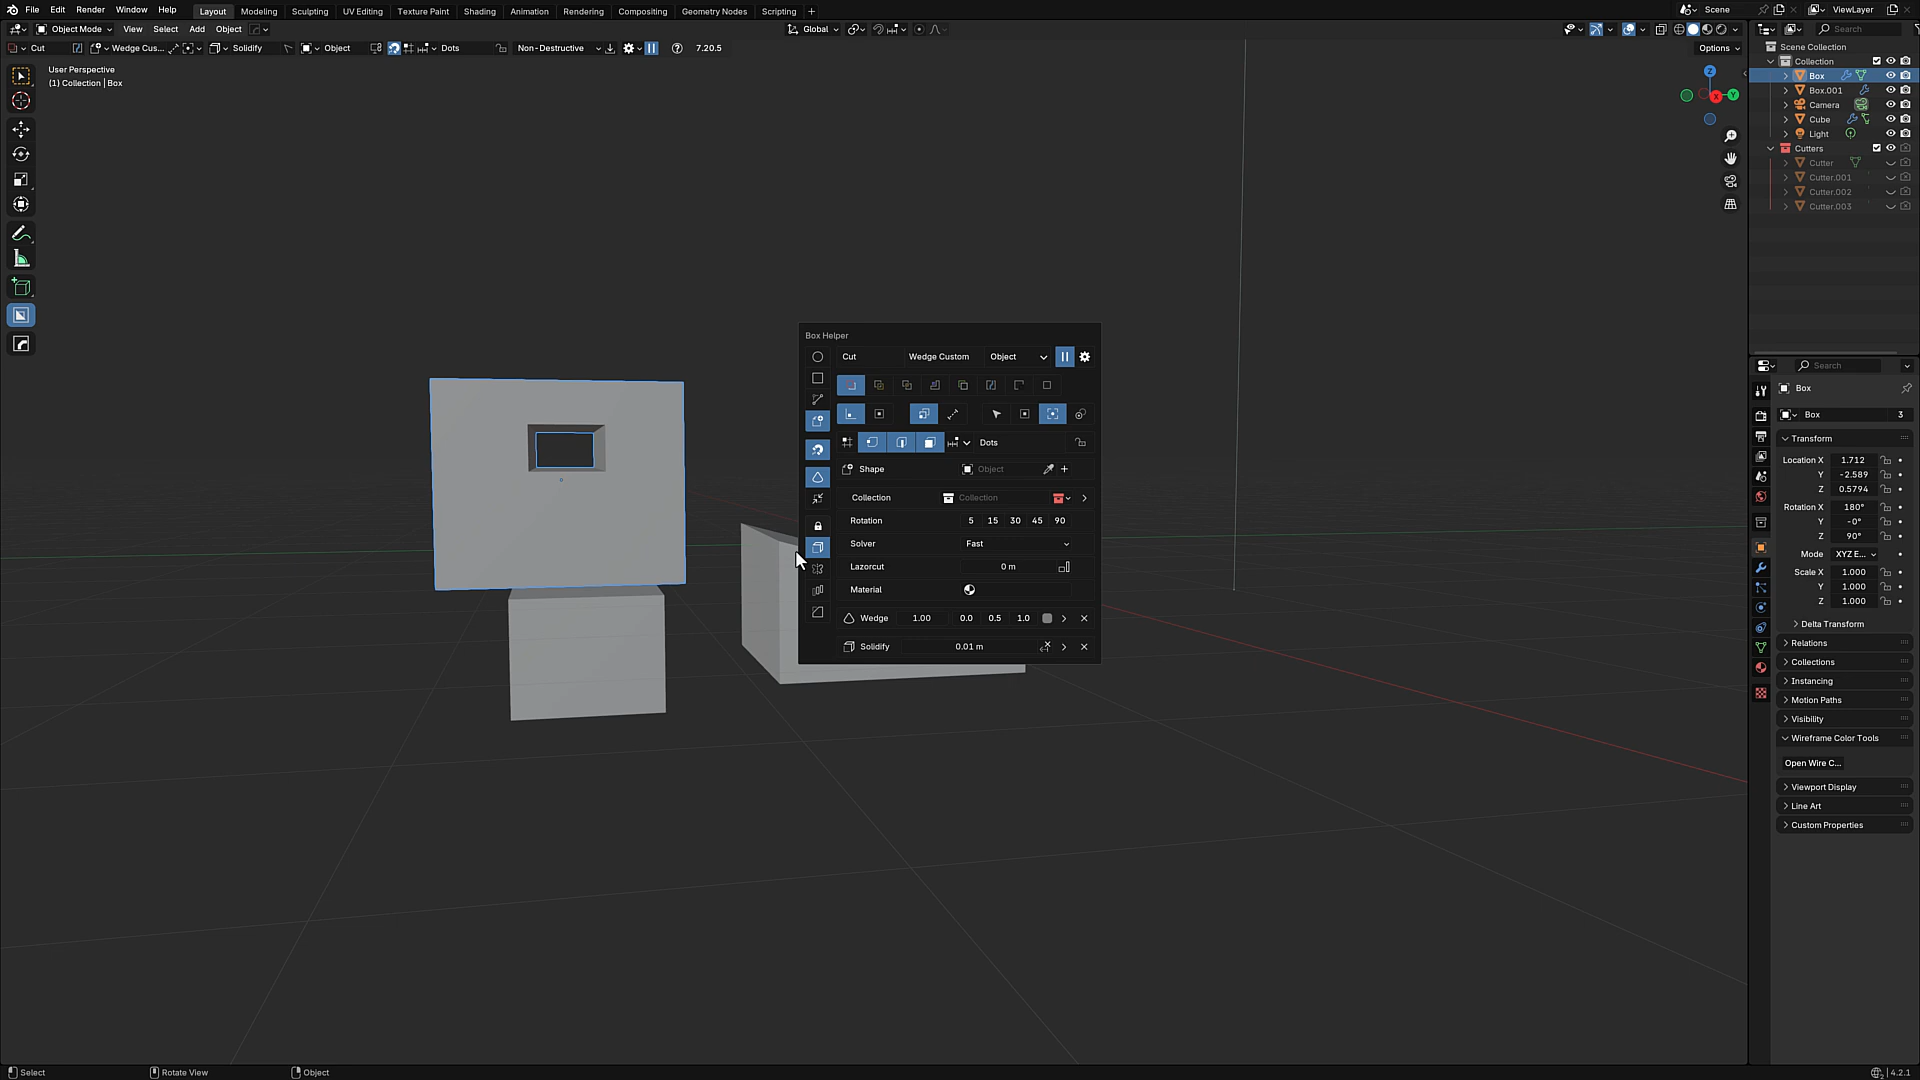 File Edit Render Window Help Layout Modeling Sculpting UV Editing Texture Paint Shading Animation Rendering Compositing Geometry Nodes Scripting + Scene ViewLayer
Object Mode View Select Add Object Global Search
Cut Wedge Cus... Solidify Object Dots Non-Destructive 7.20.5 Options
User Perspective
(1) Collection | Box
Z
X
Y
Scene Collection
Collection
Box
Box.001
Camera
Cube
Light
Cutters
Cutter
Cutter.001
Cutter.002
Cutter.003
Box Helper
Cut Wedge Custom Object
Dots
Shape Object
Collection Collection
Rotation 5 15 30 45 90
Solver Fast
Lazorcut 0 m
Material
Wedge 1.00 0.0 0.5 1.0
Solidify 0.01 m
Search
Box
Box 3
Transform
Location X 1.712
Y -2.589
Z 0.5794
Rotation X 180°
Y -0°
Z 90°
Mode XYZ E...
Scale X 1.000
Y 1.000
Z 1.000
Delta Transform
Relations
Collections
Instancing
Motion Paths
Visibility
Wireframe Color Tools
Open Wire C...
Viewport Display
Line Art
Custom Properties
Select Rotate View Object 4.2.1